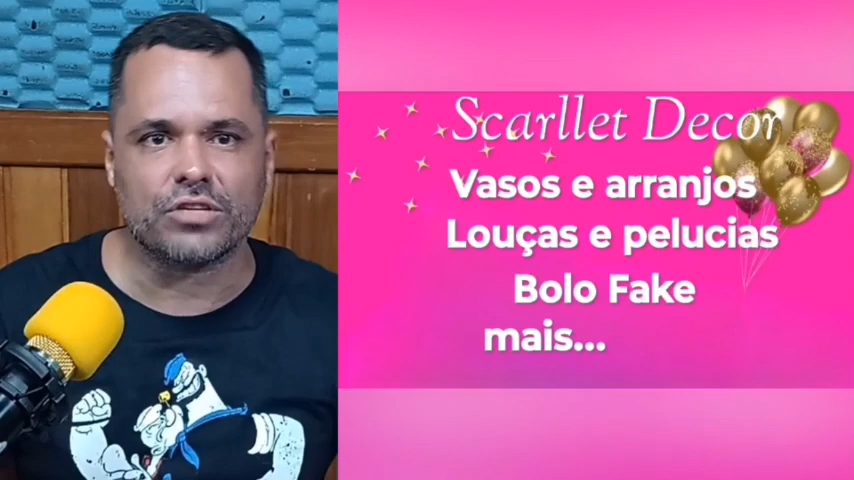 Scarllet Decor
Vasos e arranjos
Louças e pelucias
Bolo Fake
mais...